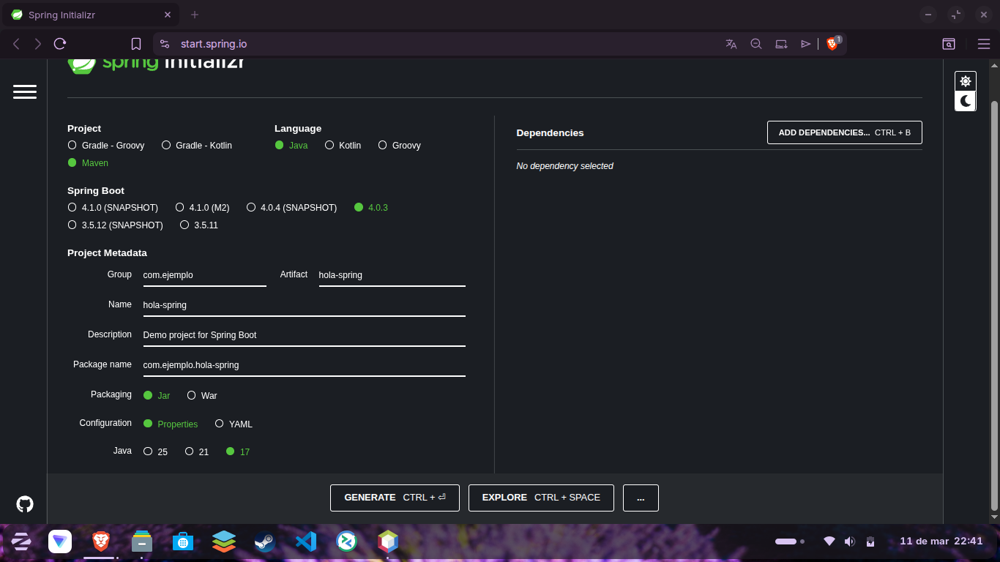 Spring Initializr
start.spring.io
1
spring initializr
Project
Gradle - Groovy Gradle - Kotlin
Maven
Language
Java Kotlin Groovy
Spring Boot
4.1.0 (SNAPSHOT) 4.1.0 (M2) 4.0.4 (SNAPSHOT) 4.0.3
3.5.12 (SNAPSHOT) 3.5.11
Project Metadata
Group com.ejemplo Artifact hola-spring
Name hola-spring
Description Demo project for Spring Boot
Package name com.ejemplo.hola-spring
Packaging Jar War
Configuration Properties YAML
Java 25 21 17
Dependencies ADD DEPENDENCIES... CTRL + B
No dependency selected
GENERATE CTRL + ⏎ EXPLORE CTRL + SPACE ...
11 de mar 22:41